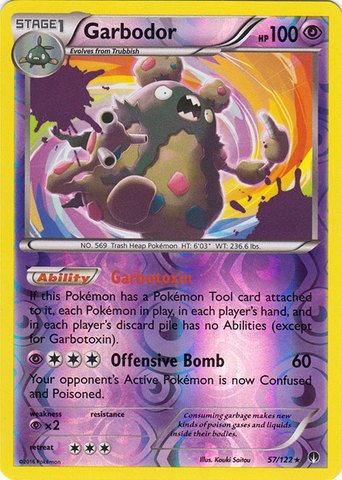 STAGE1 Garbodor HP100
Evolves from Trubbish
NO. 569 Trash Heap Pokémon HT: 6'03" WT: 236.6 lbs.
Ability Garbotoxin
If this Pokémon has a Pokémon Tool card attached
to it, each Pokémon in play, in each player's hand, and
in each player's discard pile has no Abilities (except
for Garbotoxin).
Offensive Bomb 60
Your opponent's Active Pokémon is now Confused
and Poisoned.
weakness resistance
×2
retreat
Consuming garbage makes new
kinds of poison gases and liquids
inside their bodies.
©2016 Pokémon
Illus. Kouki Saitou 57/122 ★